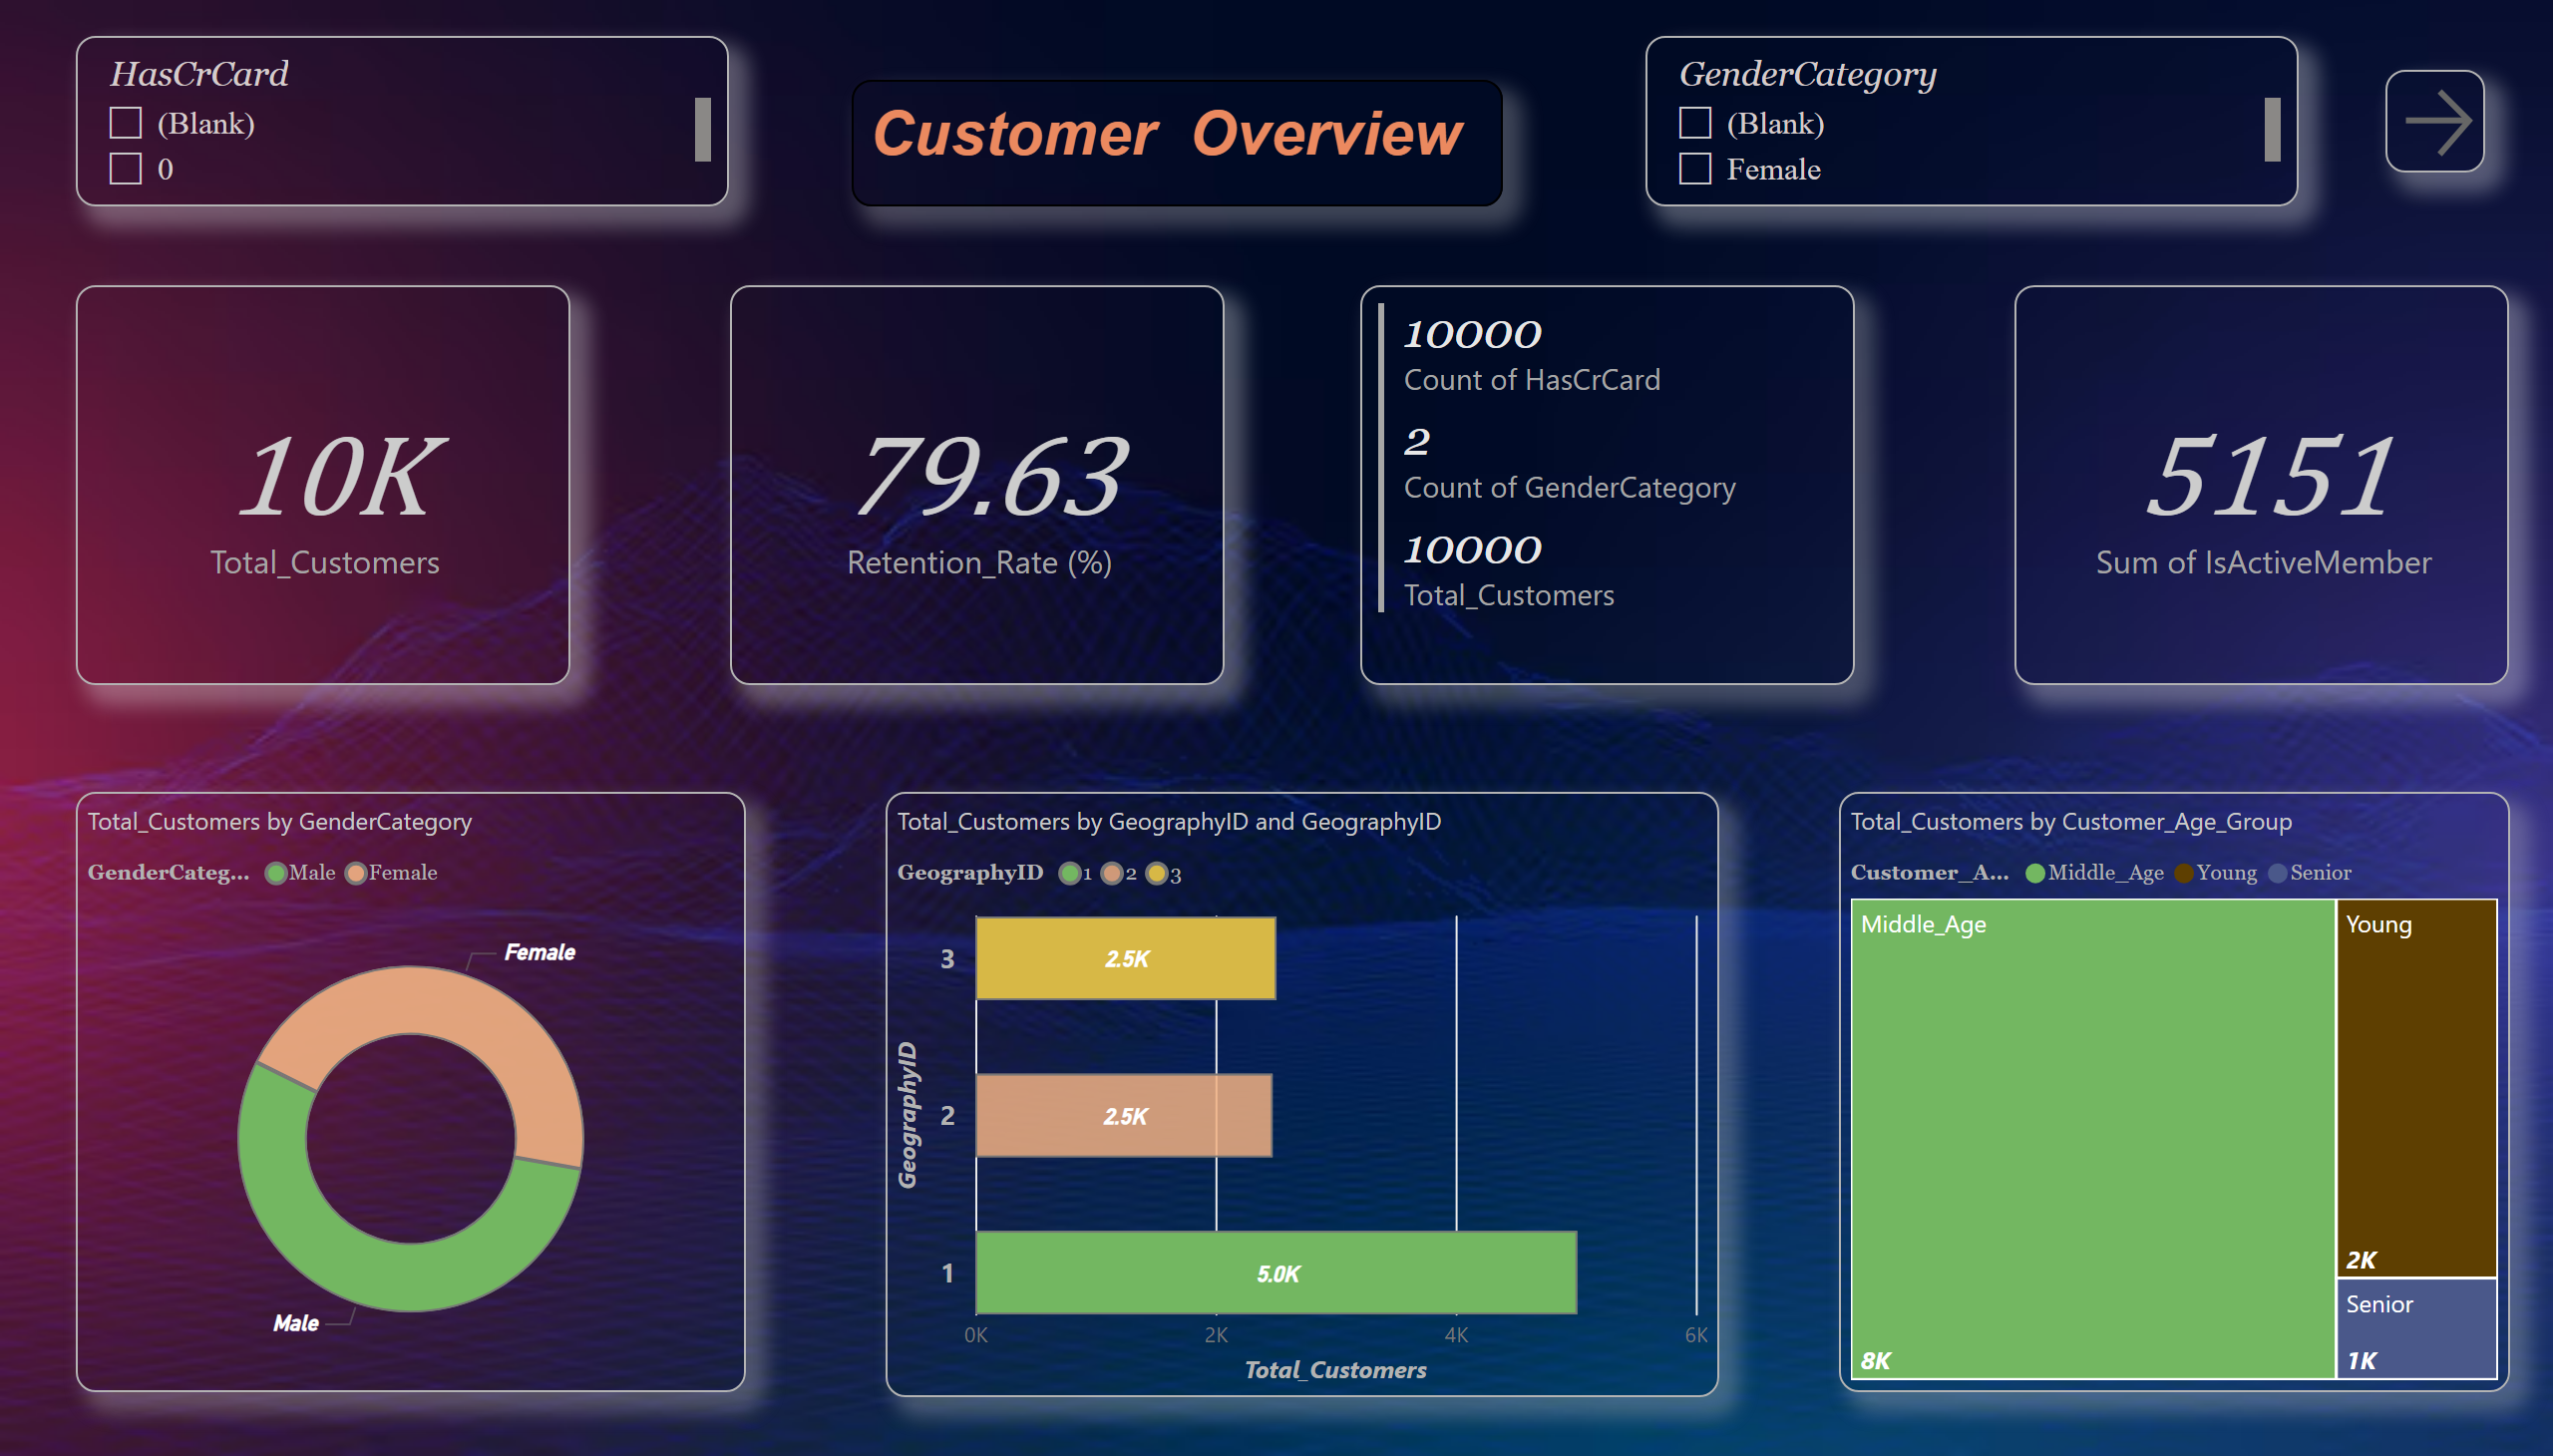 HasCrCard
(Blank)
0
Customer Overview
GenderCategory
(Blank)
Female
10K
Total_Customers
79.63
Retention_Rate (%)
10000
Count of HasCrCard
2
Count of GenderCategory
10000
Total_Customers
5151
Sum of IsActiveMember
Total_Customers by GenderCategory
GenderCateg... Male Female
Female
Male
Total_Customers by GeographyID and GeographyID
GeographyID 1 2 3
GeographyID
3 2.5K
2 2.5K
1 5.0K
0K 2K 4K 6K
Total_Customers
Total_Customers by Customer_Age_Group
Customer_A... Middle_Age Young Senior
Middle_Age
8K
Young
2K
Senior
1K